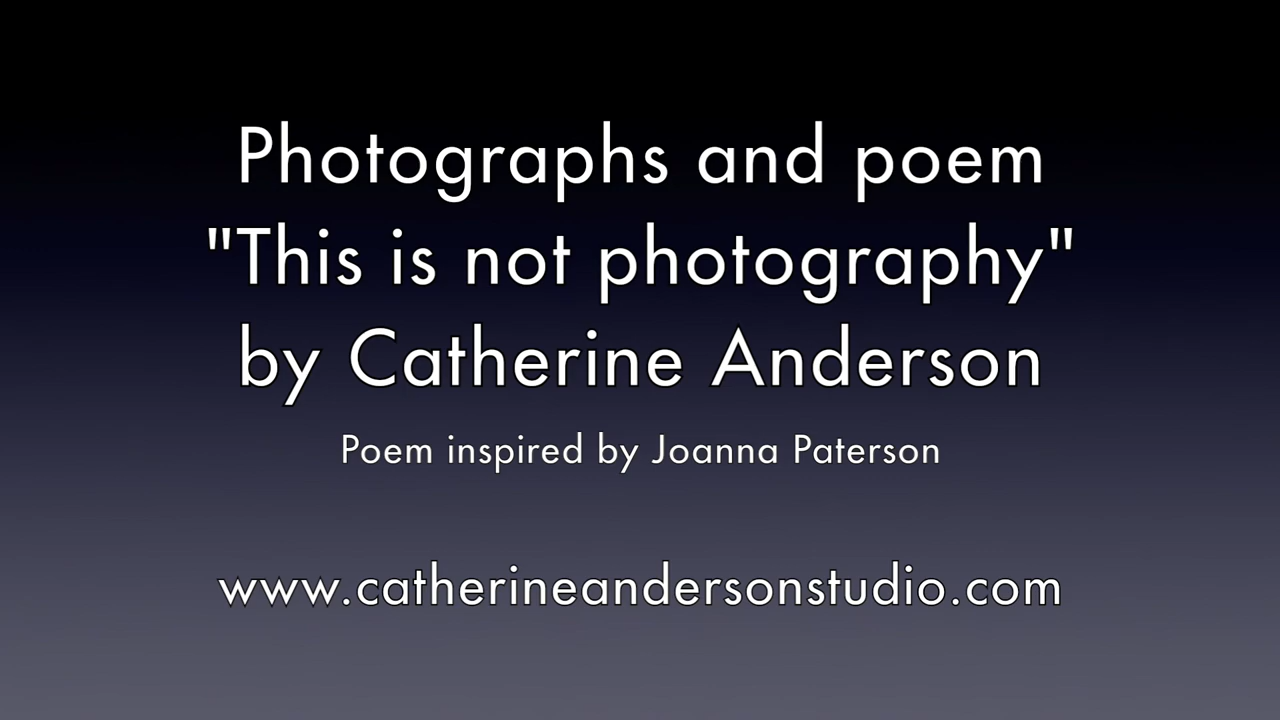 Photographs and poem
"This is not photography"
by Catherine Anderson
Poem inspired by Joanna Paterson
www.catherineandersonstudio.com